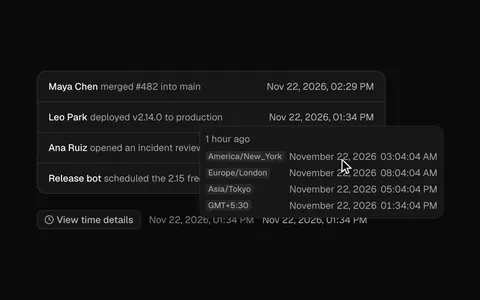 Maya Chen merged #482 into main Nov 22, 2026, 02:29 PM
Leo Park deployed v2.14.0 to production Nov 22, 2026, 01:34 PM
Ana Ruiz opened an incident review
Release bot scheduled the 2.15
1 hour ago
America/New_York November 22, 2026 03:04:04 AM
Europe/London November 22, 2026 08:04:04 AM
Asia/Tokyo November 22, 2026 05:04:04 PM
GMT+5:30 November 22, 2026 01:34:04 PM
View time details Nov 22, 2026, 01:34 PM Nov 22, 2026, 01:34 PM